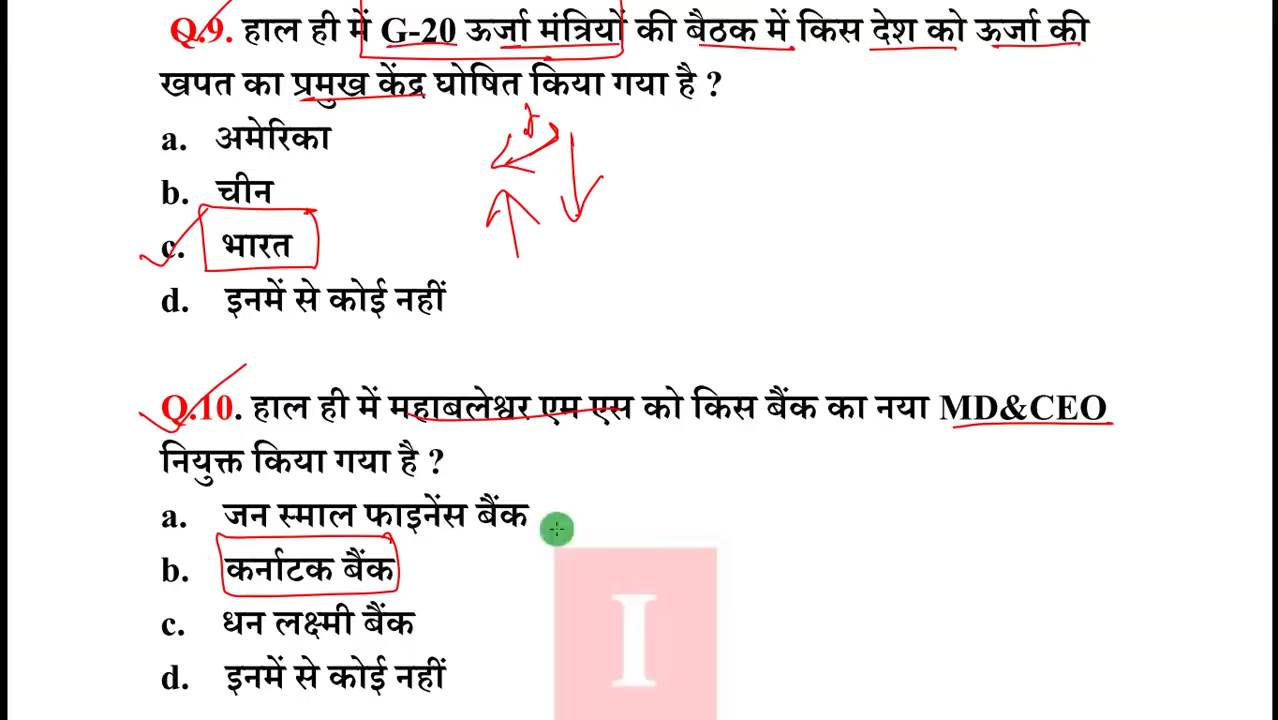 Q.9. हाल ही में G-20 ऊर्जा मंत्रियों की बैठक में किस देश को ऊर्जा की
खपत का प्रमुख केंद्र घोषित किया गया है ?
a. अमेरिका
b. चीन
c. भारत
d. इनमें से कोई नहीं
Q.10. हाल ही में महाबलेश्वर एम एस को किस बैंक का नया MD&CEO
नियुक्त किया गया है ?
a. जन स्माल फाइनेंस बैंक
b. कर्नाटक बैंक
c. धन लक्ष्मी बैंक
d. इनमें से कोई नहीं
I